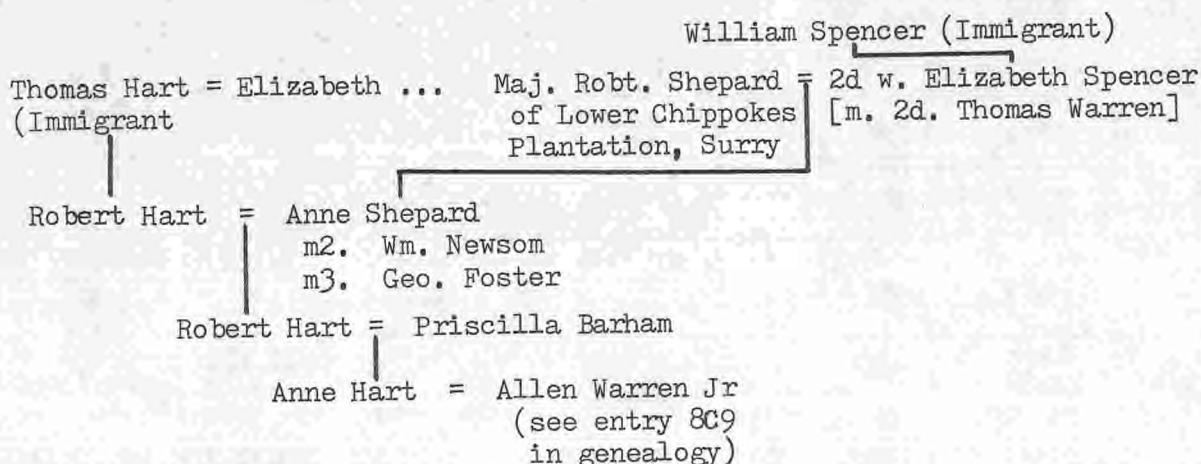 William Spencer (Immigrant)
Thomas Hart = Elizabeth ... Maj. Robt. Shepard = 2d w. Elizabeth Spencer
(Immigrant of Lower Chippokes [m. 2d. Thomas Warren]
Plantation, Surry
Robert Hart = Anne Shepard
m2. Wm. Newsom
m3. Geo. Foster
Robert Hart = Priscilla Barham
Anne Hart = Allen Warren Jr
(see entry 8C9
in genealogy)